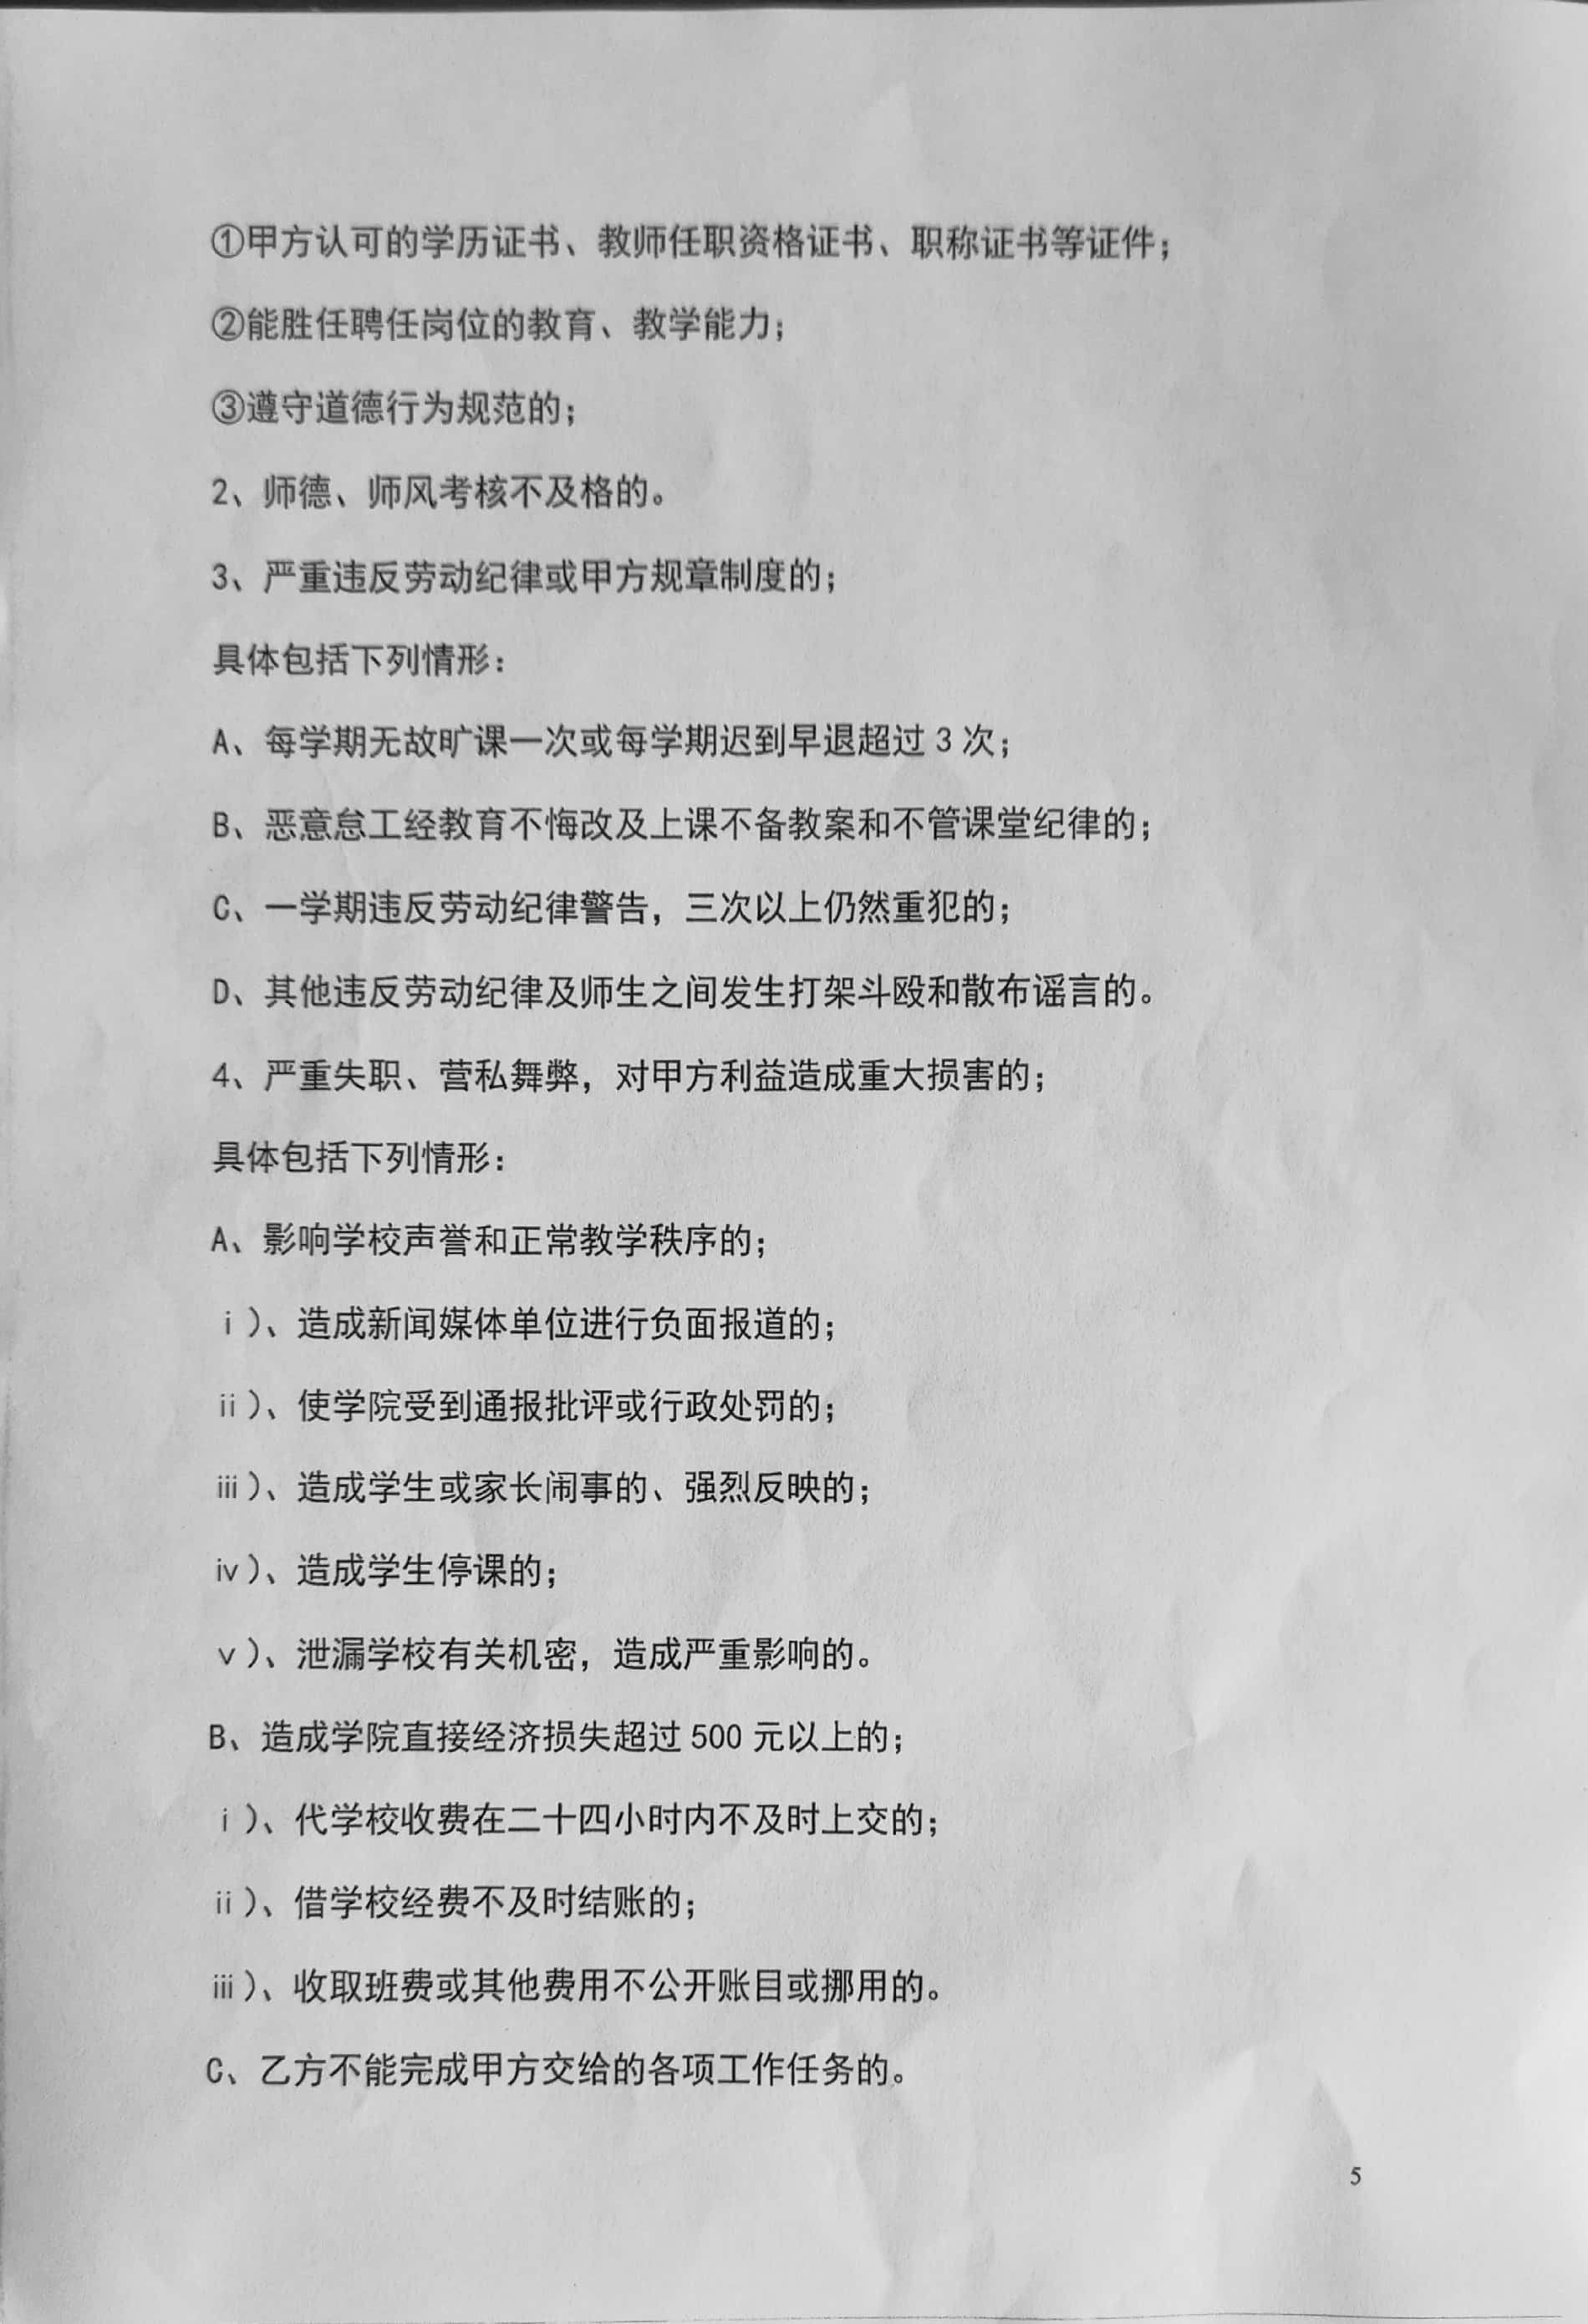 ①甲方认可的学历证书、教师任职资格证书、职称证书等证件；
②能胜任聘任岗位的教育、教学能力；
③遵守道德行为规范的；
2、师德、师风考核不及格的。
3、严重违反劳动纪律或甲方规章制度的；
具体包括下列情形：
A、每学期无故旷课一次或每学期迟到早退超过 3 次；
B、恶意怠工经教育不悔改及上课不备教案和不管课堂纪律的；
C、一学期违反劳动纪律警告，三次以上仍然重犯的；
D、其他违反劳动纪律及师生之间发生打架斗殴和散布谣言的。
4、严重失职、营私舞弊，对甲方利益造成重大损害的；
具体包括下列情形：
A、影响学校声誉和正常教学秩序的；
ⅰ）、造成新闻媒体单位进行负面报道的；
ⅱ）、使学院受到通报批评或行政处罚的；
ⅲ）、造成学生或家长闹事的、强烈反映的；
ⅳ）、造成学生停课的；
ⅴ）、泄漏学校有关机密，造成严重影响的。
B、造成学院直接经济损失超过 500 元以上的；
ⅰ）、代学校收费在二十四小时内不及时上交的；
ⅱ）、借学校经费不及时结账的；
ⅲ）、收取班费或其他费用不公开账目或挪用的。
C、乙方不能完成甲方交给的各项工作任务的。
5